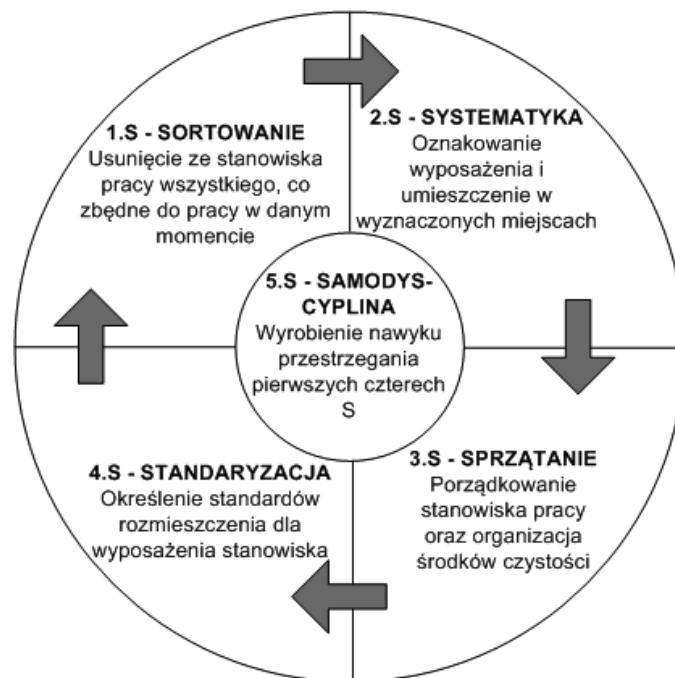 1.S - SORTOWANIE
Usunięcie ze stanowiska
pracy wszystkiego, co
zbędne do pracy w danym
momencie
2.S - SYSTEMATYKA
Oznakowanie
wyposażenia i
umieszczenie w
wyznaczonych miejscach
3.S - SPRZĄTANIE
Porządkowanie
stanowiska pracy
oraz organizacja
środków czystości
4.S - STANDARYZACJA
Określenie standardów
rozmieszczenia dla
wyposażenia stanowiska
5.S - SAMODYS-
CYPLINA
Wyrobienie nawyku
przestrzegania
pierwszych czterech
S